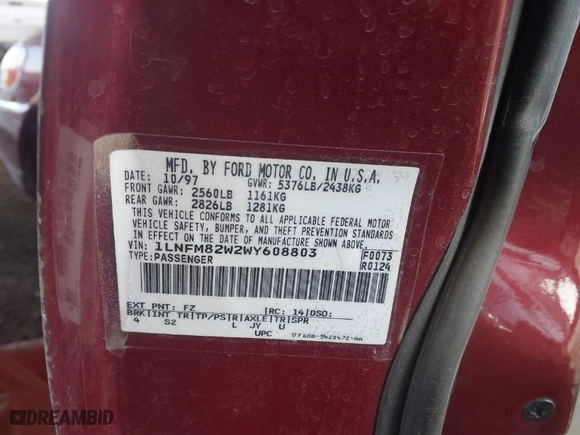 MFD. BY FORD MOTOR CO. IN U.S.A.
DATE: 10/97 GVWR: 5376LB/2438KG
FRONT GAWR: 2560LB 1161KG
REAR GAWR: 2826LB 1281KG
THIS VEHICLE CONFORMS TO ALL APPLICABLE FEDERAL MOTOR
VEHICLE SAFETY, BUMPER, AND THEFT PREVENTION STANDARDS
IN EFFECT ON THE DATE OF MANUFACTURE SHOWN ABOVE.
VIN: 1LNFM82W2WY608803 F0073
TYPE: PASSENGER R0124
EXT PNT: FZ RC: 14 DSO:
BRK INT TR TP/PS R AXLE TR SPR
4 S2 L JY U
UPC
DREAMBID